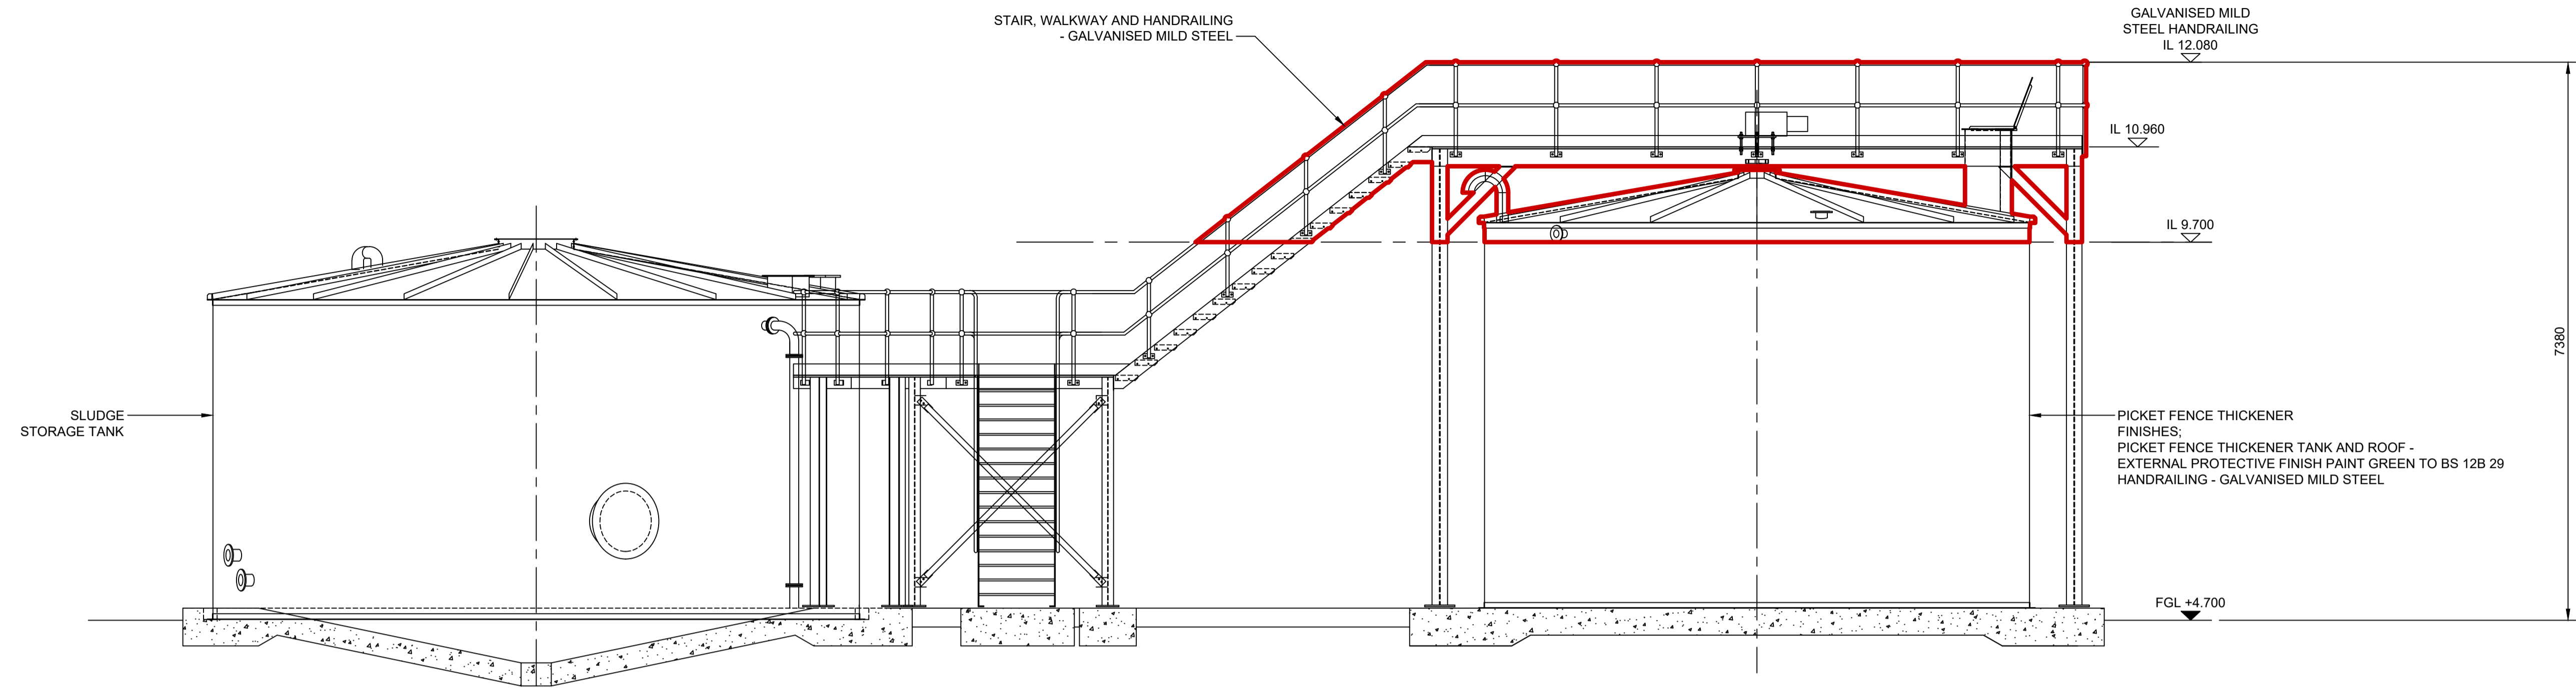 STAIR, WALKWAY AND HANDRAILING
- GALVANISED MILD STEEL
GALVANISED MILD
STEEL HANDRAILING
IL 12.080
IL 10.960
IL 9.700
7380
SLUDGE
STORAGE TANK
PICKET FENCE THICKENER
FINISHES;
PICKET FENCE THICKENER TANK AND ROOF -
EXTERNAL PROTECTIVE FINISH PAINT GREEN TO BS 12B 29
HANDRAILING - GALVANISED MILD STEEL
FGL +4.700